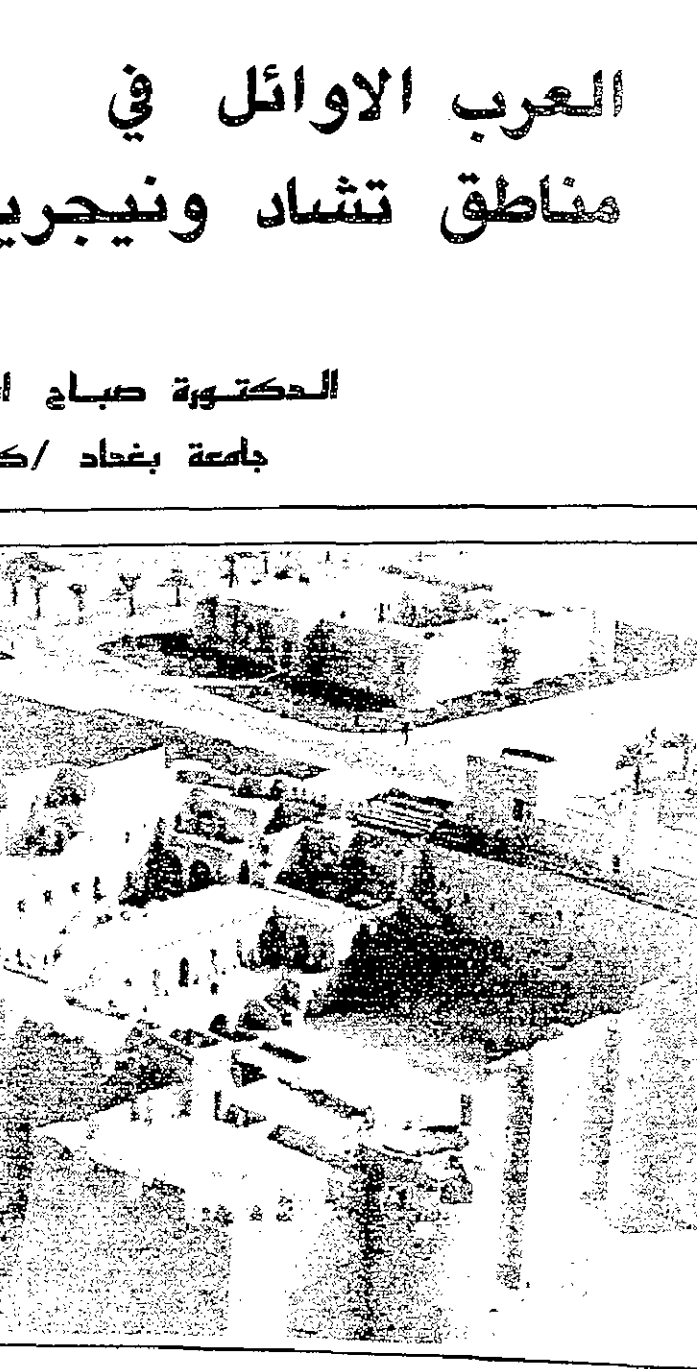 العرب الاوائل في
مناطق تشاد ونيجري
الدكتورة صباح ا
جامعة بغداد /ك